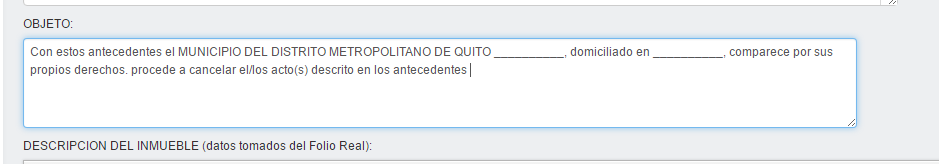 OBJETO:
Con estos antecedentes el MUNICIPIO DEL DISTRITO METROPOLITANO DE QUITO __________, domiciliado en __________, comparece por sus
propios derechos. procede a cancelar el/los acto(s) descrito en los antecedentes
DESCRIPCION DEL INMUEBLE (datos tomados del Folio Real):